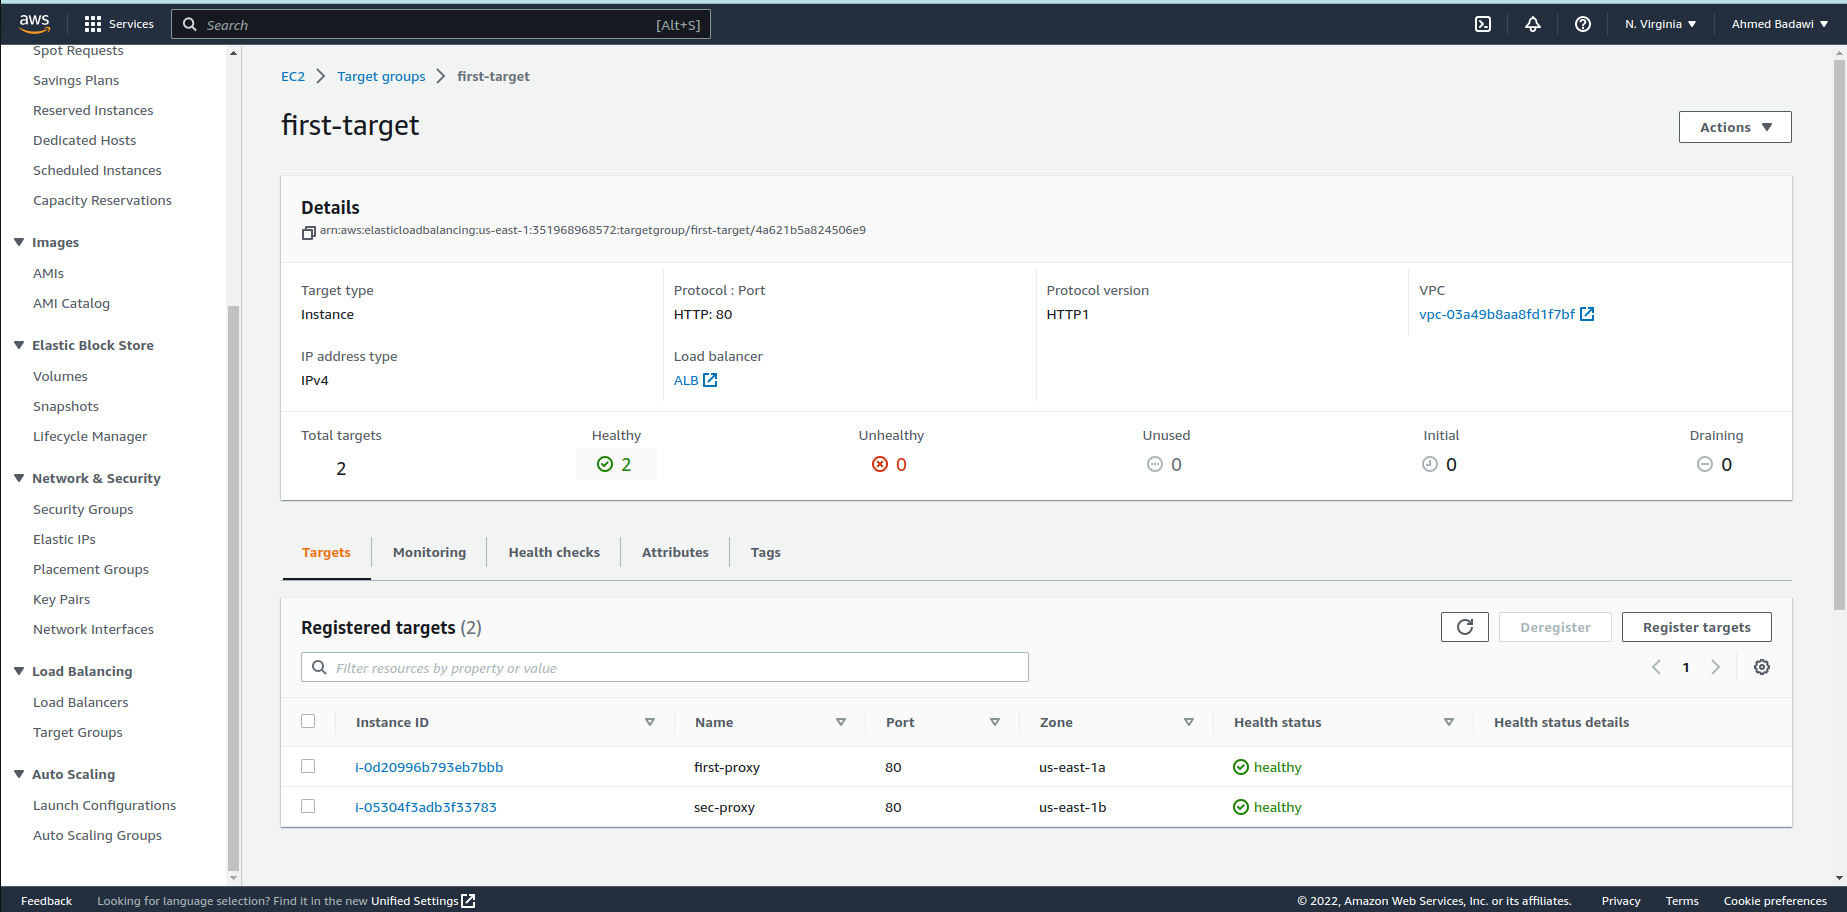 aws Services Search [Alt+S] N. Virginia Ahmed Badawi
Spot Requests
Savings Plans
Reserved Instances
Dedicated Hosts
Scheduled Instances
Capacity Reservations
Images
AMIs
AMI Catalog
Elastic Block Store
Volumes
Snapshots
Lifecycle Manager
Network & Security
Security Groups
Elastic IPs
Placement Groups
Key Pairs
Network Interfaces
Load Balancing
Load Balancers
Target Groups
Auto Scaling
Launch Configurations
Auto Scaling Groups
EC2 Target groups first-target
first-target
Actions
Details
arn:aws:elasticloadbalancing:us-east-1:351968968572:targetgroup/first-target/4a621b5a824506e9
Target type Protocol : Port Protocol version VPC
Instance HTTP: 80 HTTP1 vpc-03a49b8aa8fd1f7bf
IP address type Load balancer
IPv4 ALB
Total targets Healthy Unhealthy Unused Initial Draining
2 2 0 0 0 0
Targets Monitoring Health checks Attributes Tags
Registered targets (2) Deregister Register targets
Filter resources by property or value 1
Instance ID Name Port Zone Health status Health status details
i-0d20996b793eb7bbb first-proxy 80 us-east-1a healthy
i-05304f3adb3f33783 sec-proxy 80 us-east-1b healthy
Feedback Looking for language selection? Find it in the new Unified Settings © 2022, Amazon Web Services, Inc. or its affiliates. Privacy Terms Cookie preferences